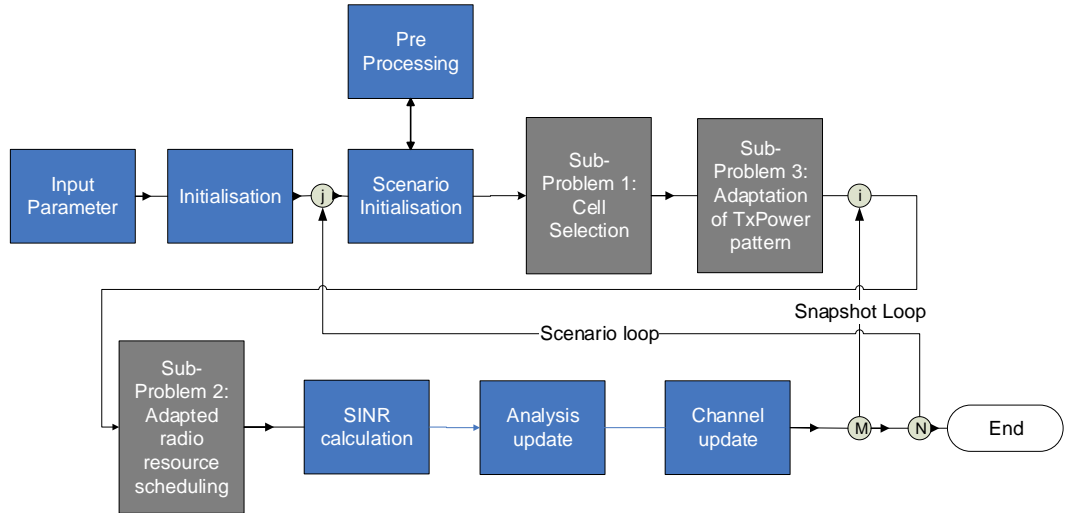 Pre
Processing
Input
Parameter
Initialisation
j
Scenario
Initialisation
Sub-
Problem 1:
Cell
Selection
Sub-
Problem 3:
Adaptation
of TxPower
pattern
i
Snapshot Loop
Scenario loop
Sub-
Problem 2:
Adapted
radio
resource
scheduling
SINR
calculation
Analysis
update
Channel
update
M
N
End